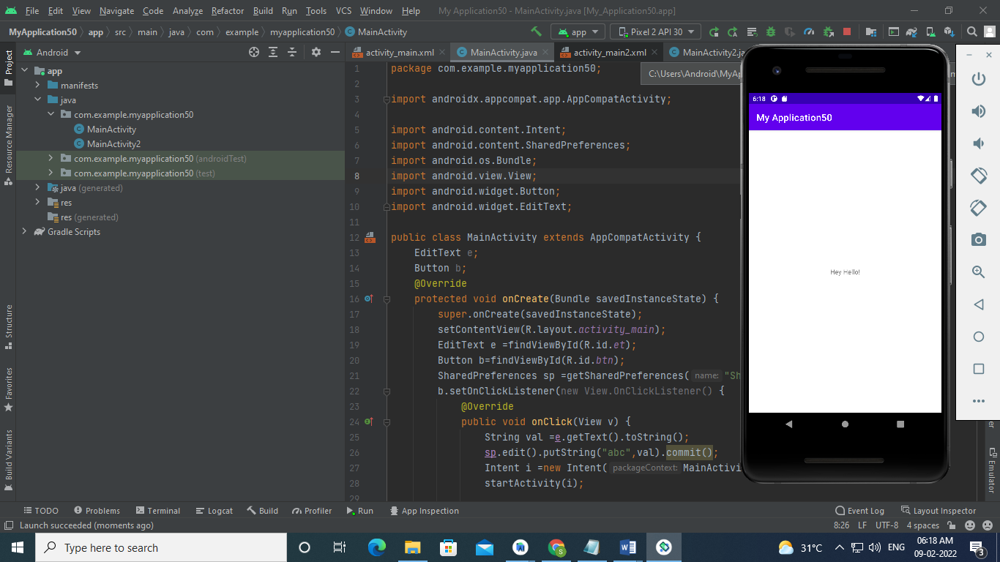 File Edit View Navigate Code Analyze Refactor Build Run Tools VCS Window Help My Application50 - MainActivity.java [My_Application50.app]
MyApplication50 app src main java com example myapplication50 MainActivity app Pixel 2 API 30
Project
Resource Manager
Structure
Favorites
Build Variants
Android
app
manifests
java
com.example.myapplication50
MainActivity
MainActivity2
com.example.myapplication50 (androidTest)
com.example.myapplication50 (test)
java (generated)
res
res (generated)
Gradle Scripts
activity_main.xml MainActivity.java activity_main2.xml MainActivity2.ja
C:\Users\Android\MyAp
1 package com.example.myapplication50;
2
3 import androidx.appcompat.app.AppCompatActivity;
4
5 import android.content.Intent;
6 import android.content.SharedPreferences;
7 import android.os.Bundle;
8 import android.view.View;
9 import android.widget.Button;
10 import android.widget.EditText;
11
12 public class MainActivity extends AppCompatActivity {
13 EditText e;
14 Button b;
15 @Override
16 protected void onCreate(Bundle savedInstanceState) {
17 super.onCreate(savedInstanceState);
18 setContentView(R.layout.activity_main);
19 EditText e =findViewById(R.id.et);
20 Button b=findViewById(R.id.btn);
21 SharedPreferences sp =getSharedPreferences( name: "Sh
22 b.setOnClickListener(new View.OnClickListener() {
23 @Override
24 public void onClick(View v) {
25 String val =e.getText().toString();
26 sp.edit().putString("abc",val).commit();
27 Intent i =new Intent( packageContext: MainActivi
28 startActivity(i);
29
6:18
My Application50
Hey Hello!
Emulator
TODO Problems Terminal Logcat Build Profiler Run App Inspection Event Log Layout Inspector
Launch succeeded (moments ago) 8:26 LF UTF-8 4 spaces
Type here to search
31°C ENG
06:18 AM
09-02-2022
3